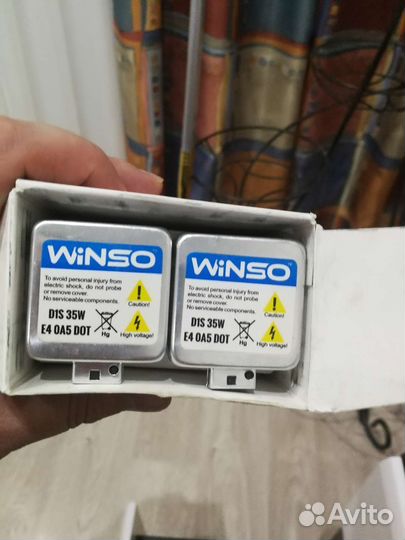 WiNSO
To avoid personal injury from
electric shock, do not probe
or remove cover.
No serviceable components.
Caution!
D1S 35W
E4 0A5 DOT
Hg
High voltage!
WiNSO
To avoid personal injury from
electric shock, do not probe
or remove cover.
No serviceable components.
Caution!
D1S 35W
E4 0A5 DOT
Hg
High voltage!
Avito